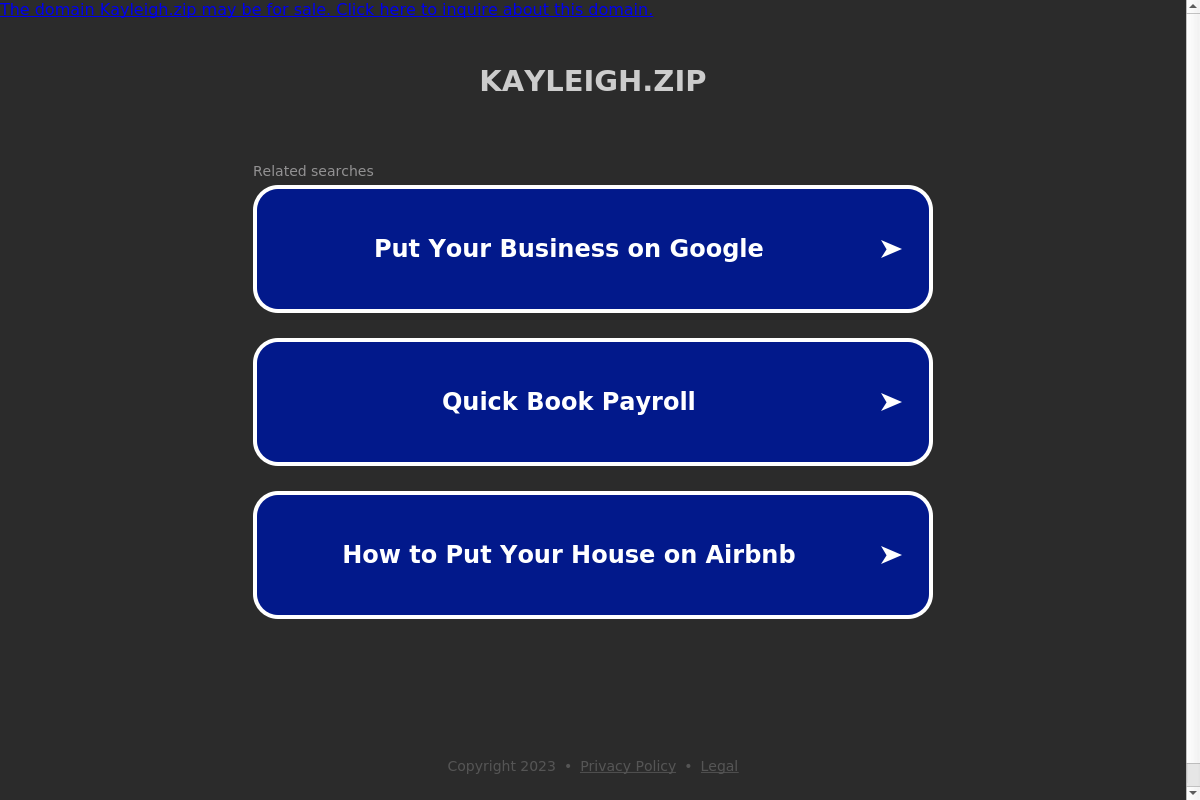 The domain Kayleigh.zip may be for sale. Click here to inquire about this domain.
KAYLEIGH.ZIP
Related searches
Put Your Business on Google
Quick Book Payroll
How to Put Your House on Airbnb
Copyright 2023 • Privacy Policy • Legal